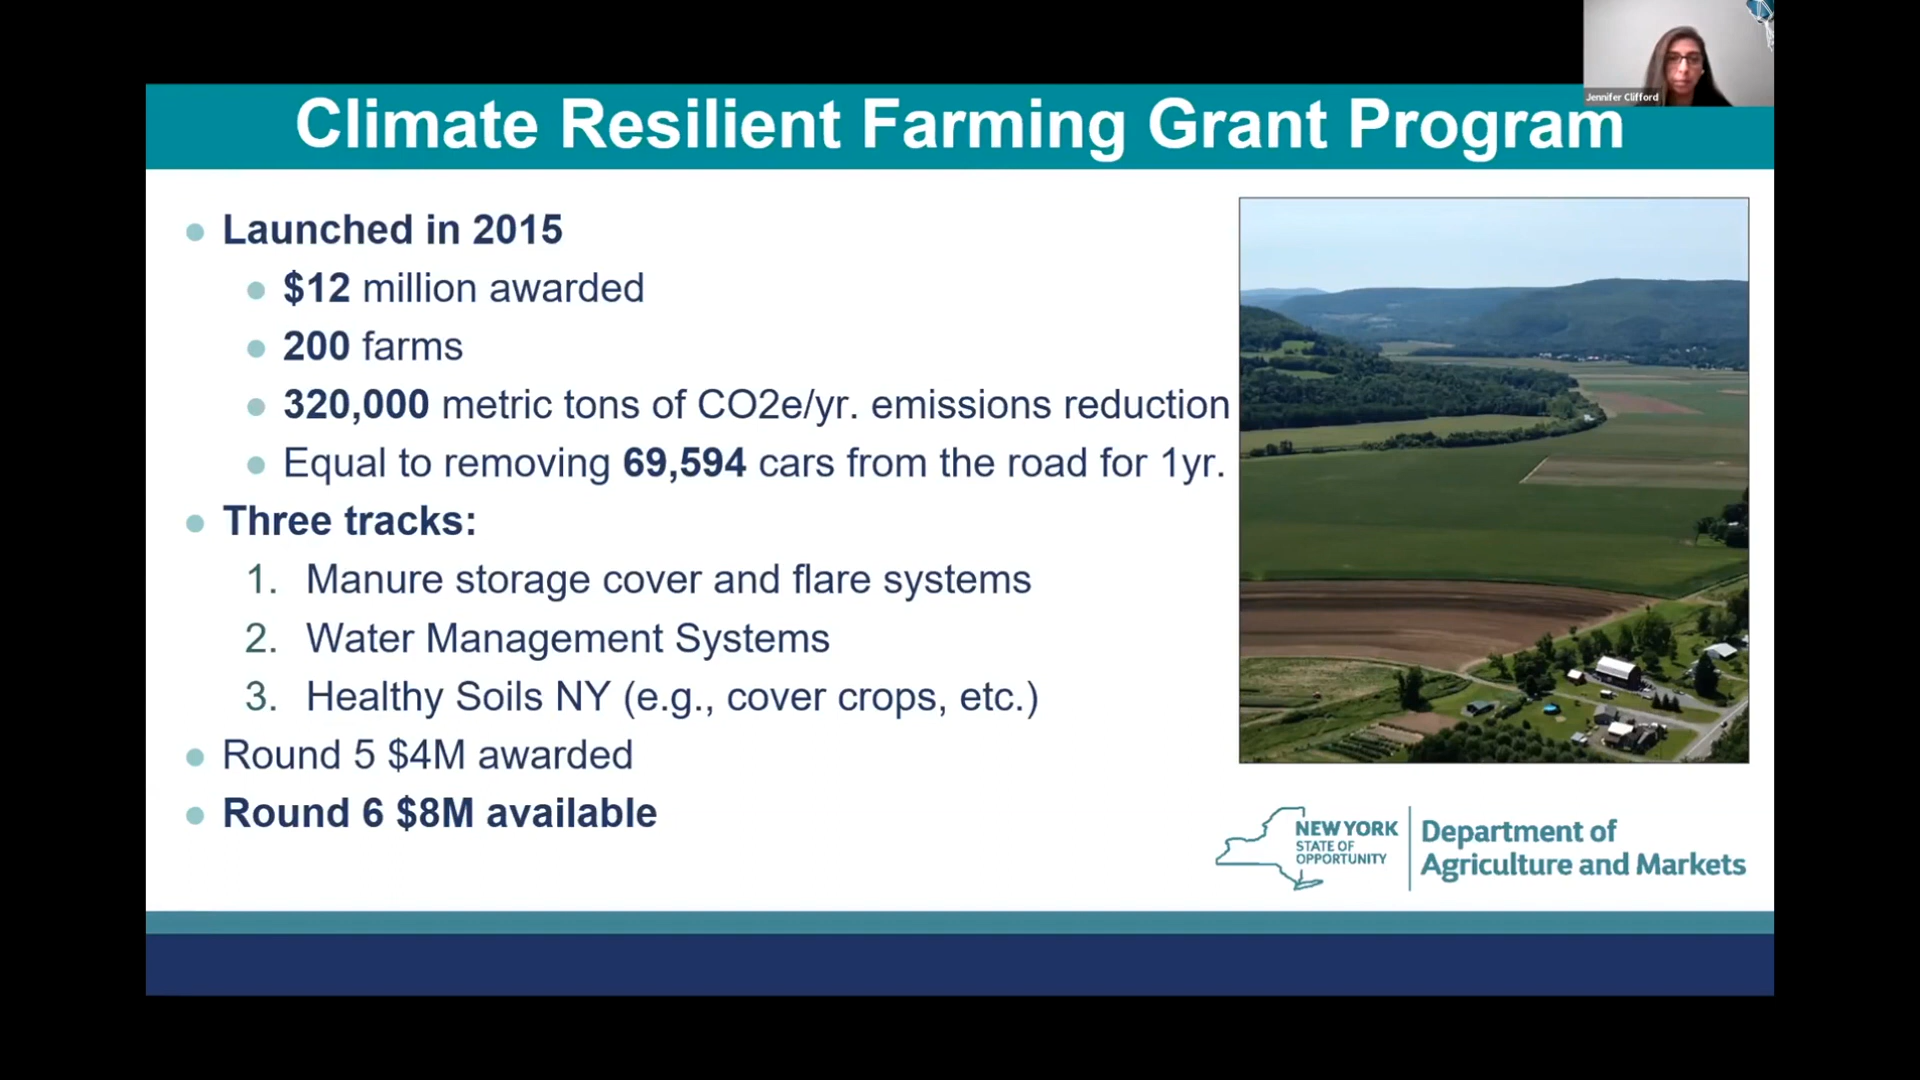 Jennifer Clifford
Climate Resilient Farming Grant Program
Launched in 2015
$12 million awarded
200 farms
320,000 metric tons of CO2e/yr. emissions reduction
Equal to removing 69,594 cars from the road for 1yr.
Three tracks:
1. Manure storage cover and flare systems
2. Water Management Systems
3. Healthy Soils NY (e.g., cover crops, etc.)
Round 5 $4M awarded
Round 6 $8M available
NEW YORK
STATE OF
OPPORTUNITY
Department of
Agriculture and Markets